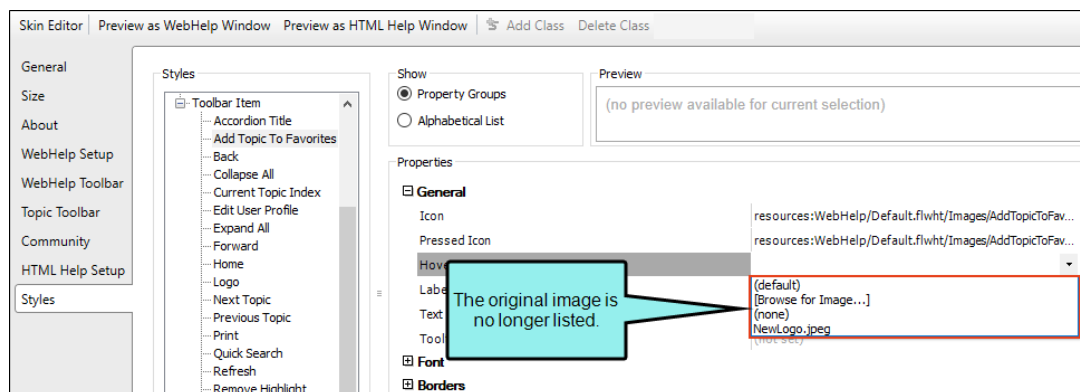 Skin Editor Preview as WebHelp Window Preview as HTML Help Window Add Class Delete Class
General
Size
About
WebHelp Setup
WebHelp Toolbar
Topic Toolbar
Community
HTML Help Setup
Styles
Styles
Toolbar Item
Accordion Title
Add Topic To Favorites
Back
Collapse All
Current Topic Index
Edit User Profile
Expand All
Forward
Home
Logo
Next Topic
Previous Topic
Print
Quick Search
Refresh
Remove Highlight
Show
Property Groups
Alphabetical List
Preview
(no preview available for current selection)
Properties
General
Icon resources:WebHelp/Default.flwht/Images/AddTopicToFav...
Pressed Icon resources:WebHelp/Default.flwht/Images/AddTopicToFav...
Hov
Labe
Text
Tool
The original image is
no longer listed.
(default)
[Browse for Image...]
(none)
NewLogo.jpeg
(not set)
Font
Borders